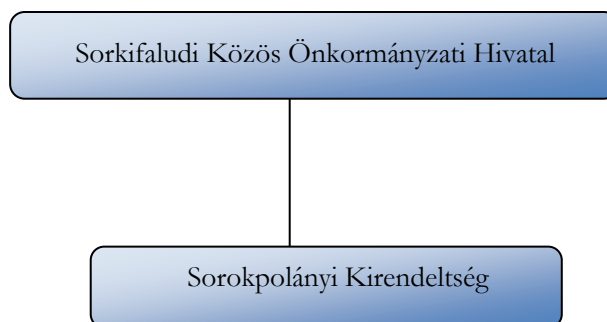 Sorkifaludi Közös Önkormányzati Hivatal
Sorokpolányi Kirendeltség